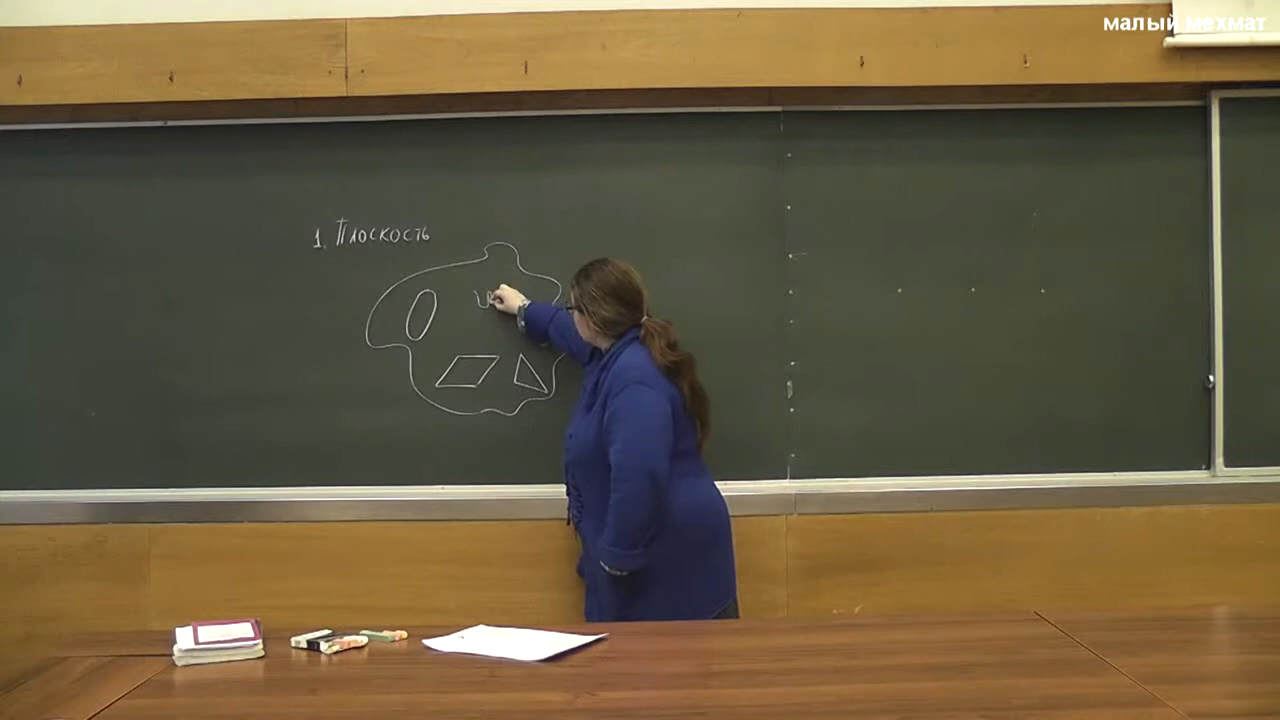 малый мехмат
1. Плоскость